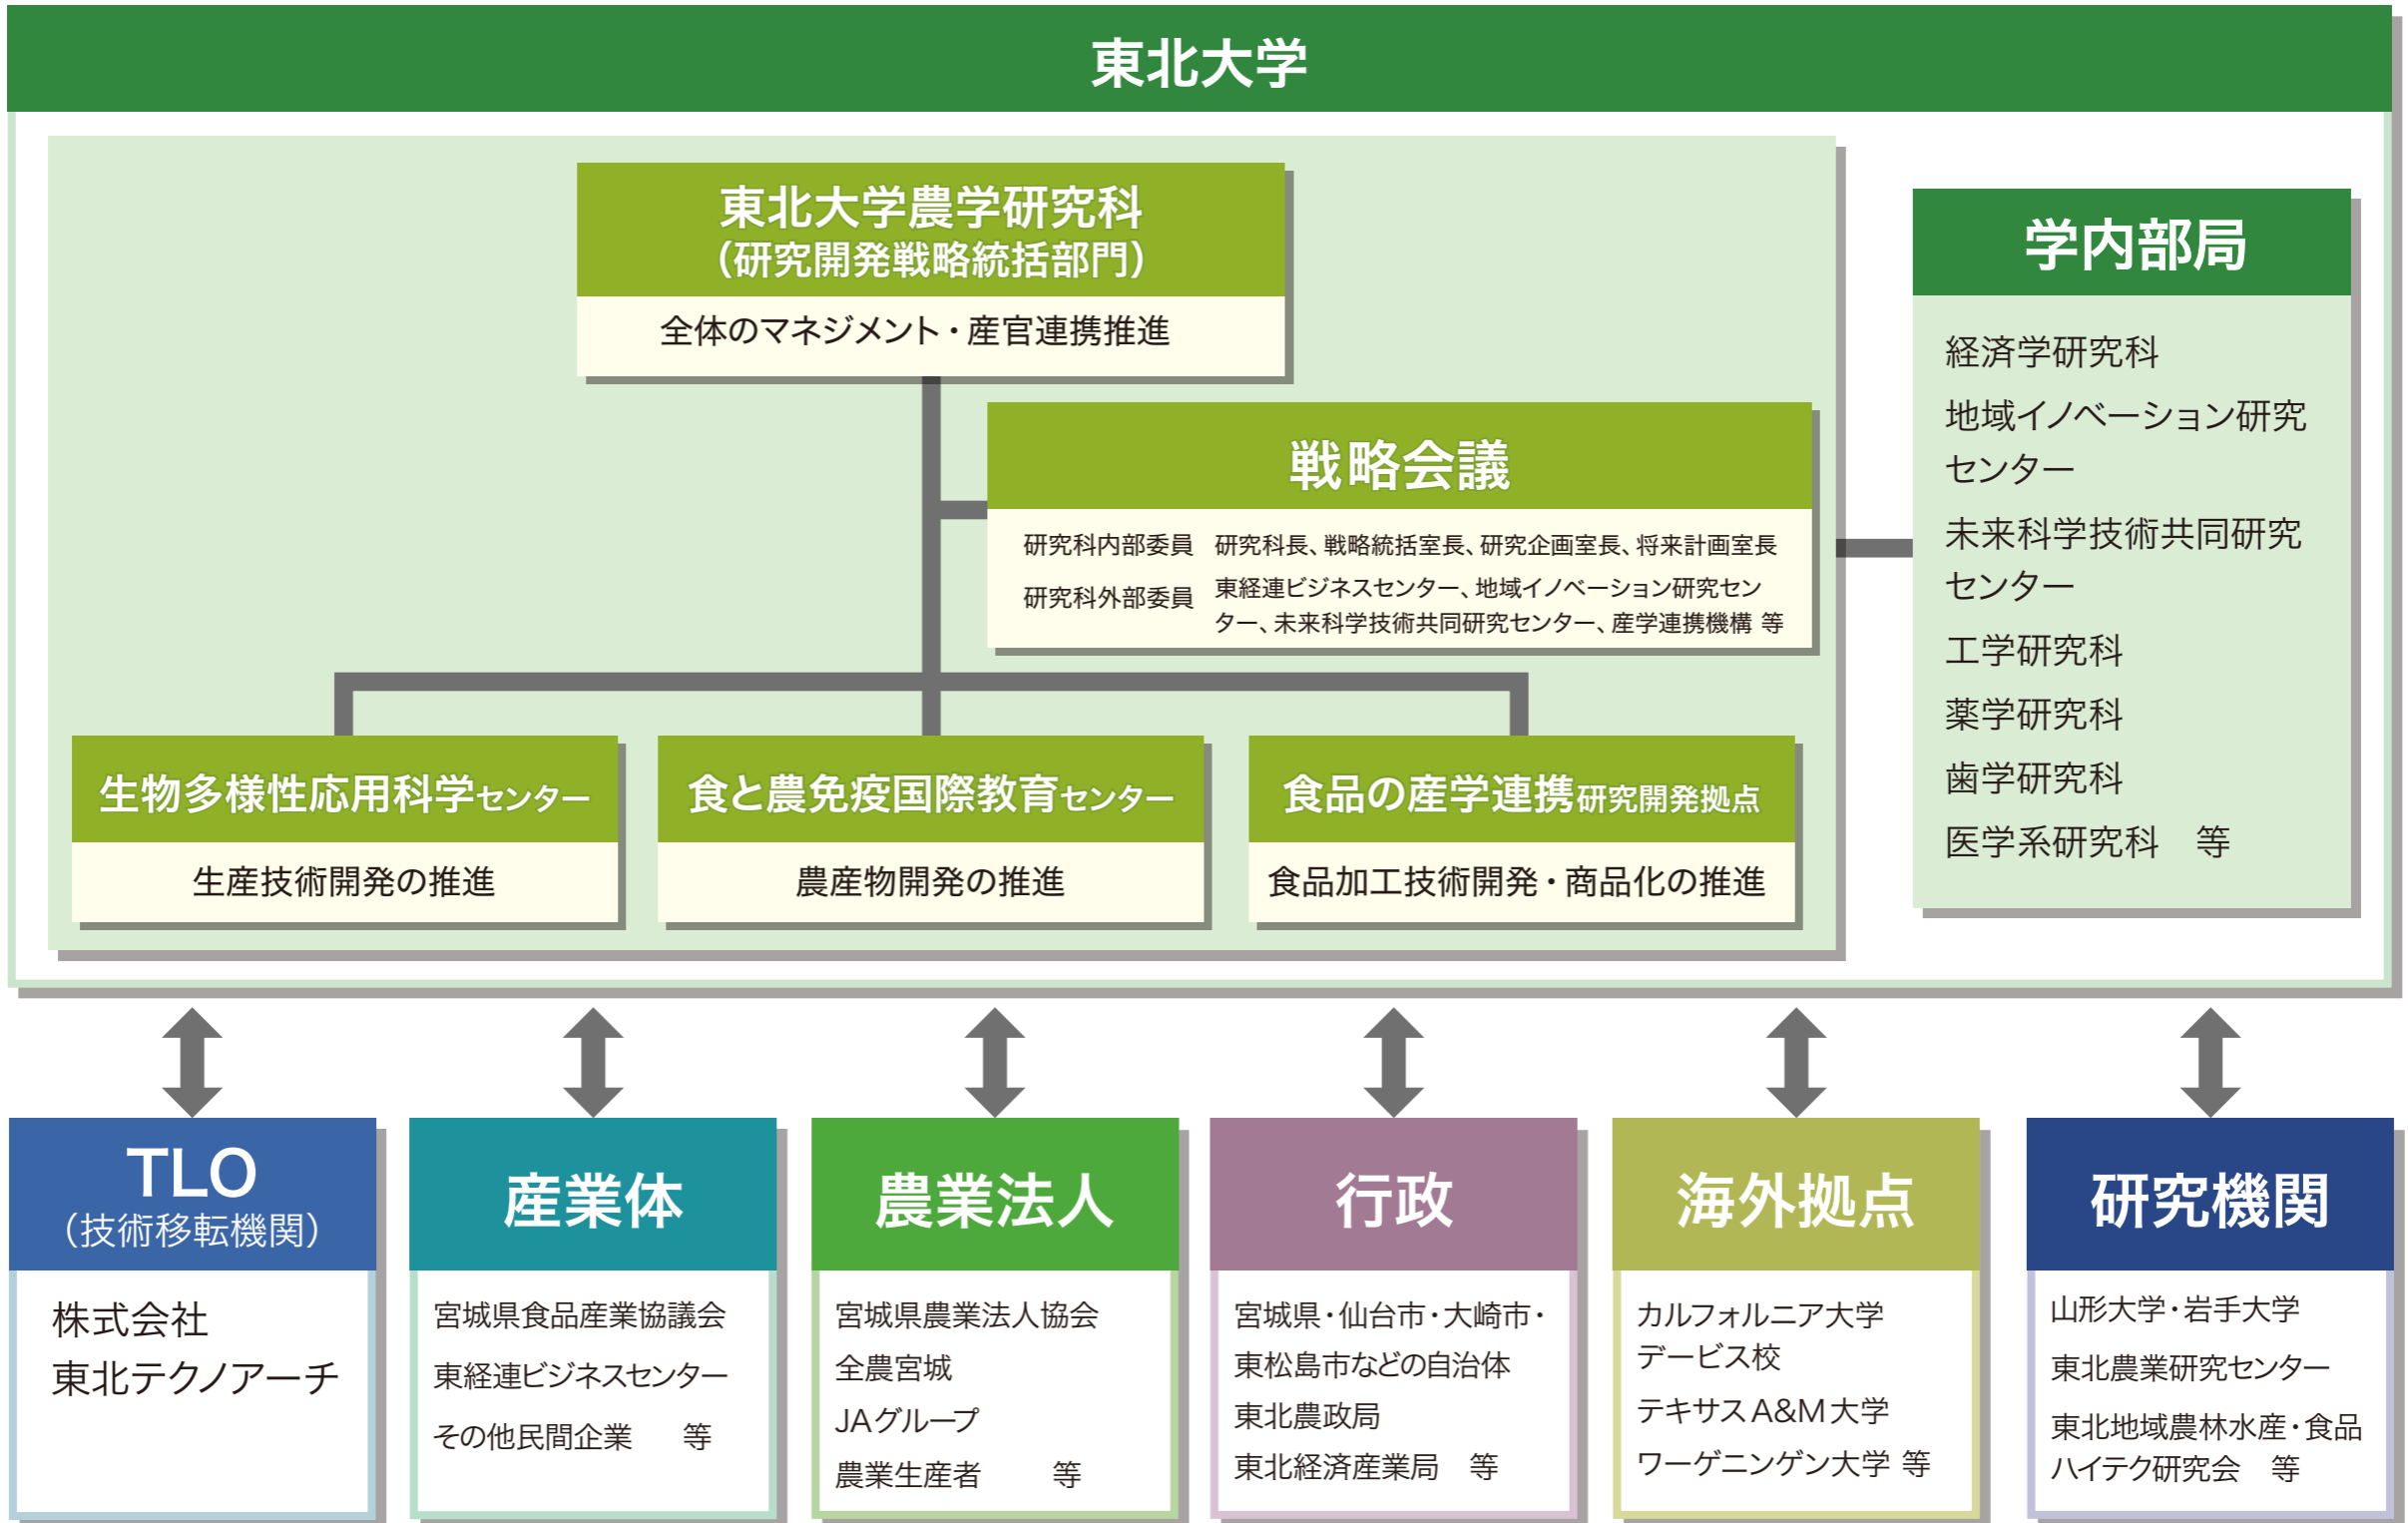 東北大学
東北大学農学研究科
（研究開発戦略統括部門）
全体のマネジメント・産官連携推進
戦略会議
研究科内部委員 研究科長、戦略統括室長、研究企画室長、将来計画室長
研究科外部委員 東経連ビジネスセンター、地域イノベーション研究セン
ター、未来科学技術共同研究センター、産学連携機構 等
生物多様性応用科学センター
生産技術開発の推進
食と農免疫国際教育センター
農産物開発の推進
食品の産学連携研究開発拠点
食品加工技術開発・商品化の推進
学内部局
経済学研究科
地域イノベーション研究
センター
未来科学技術共同研究
センター
工学研究科
薬学研究科
歯学研究科
医学系研究科　等
TLO
（技術移転機関）
株式会社
東北テクノアーチ
産業体
宮城県食品産業協議会
東経連ビジネスセンター
その他民間企業　等
農業法人
宮城県農業法人協会
全農宮城
JAグループ
農業生産者　等
行政
宮城県・仙台市・大崎市・
東松島市などの自治体
東北農政局
東北経済産業局　等
海外拠点
カルフォルニア大学
デービス校
テキサスA&M大学
ワーゲニンゲン大学 等
研究機関
山形大学・岩手大学
東北農業研究センター
東北地域農林水産・食品
ハイテク研究会　等